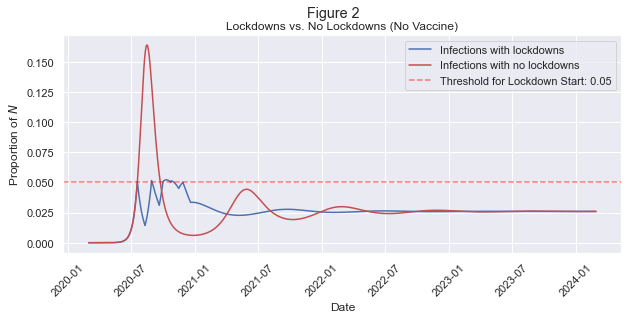 Figure 2
Lockdowns vs. No Lockdowns (No Vaccine)
Infections with lockdowns
Infections with no lockdowns
Threshold for Lockdown Start: 0.05
Proportion of N
0.150
0.125
0.100
0.075
0.050
0.025
0.000
2020-01
2020-07
2021-01
2021-07
2022-01
2022-07
2023-01
2023-07
2024-01
Date